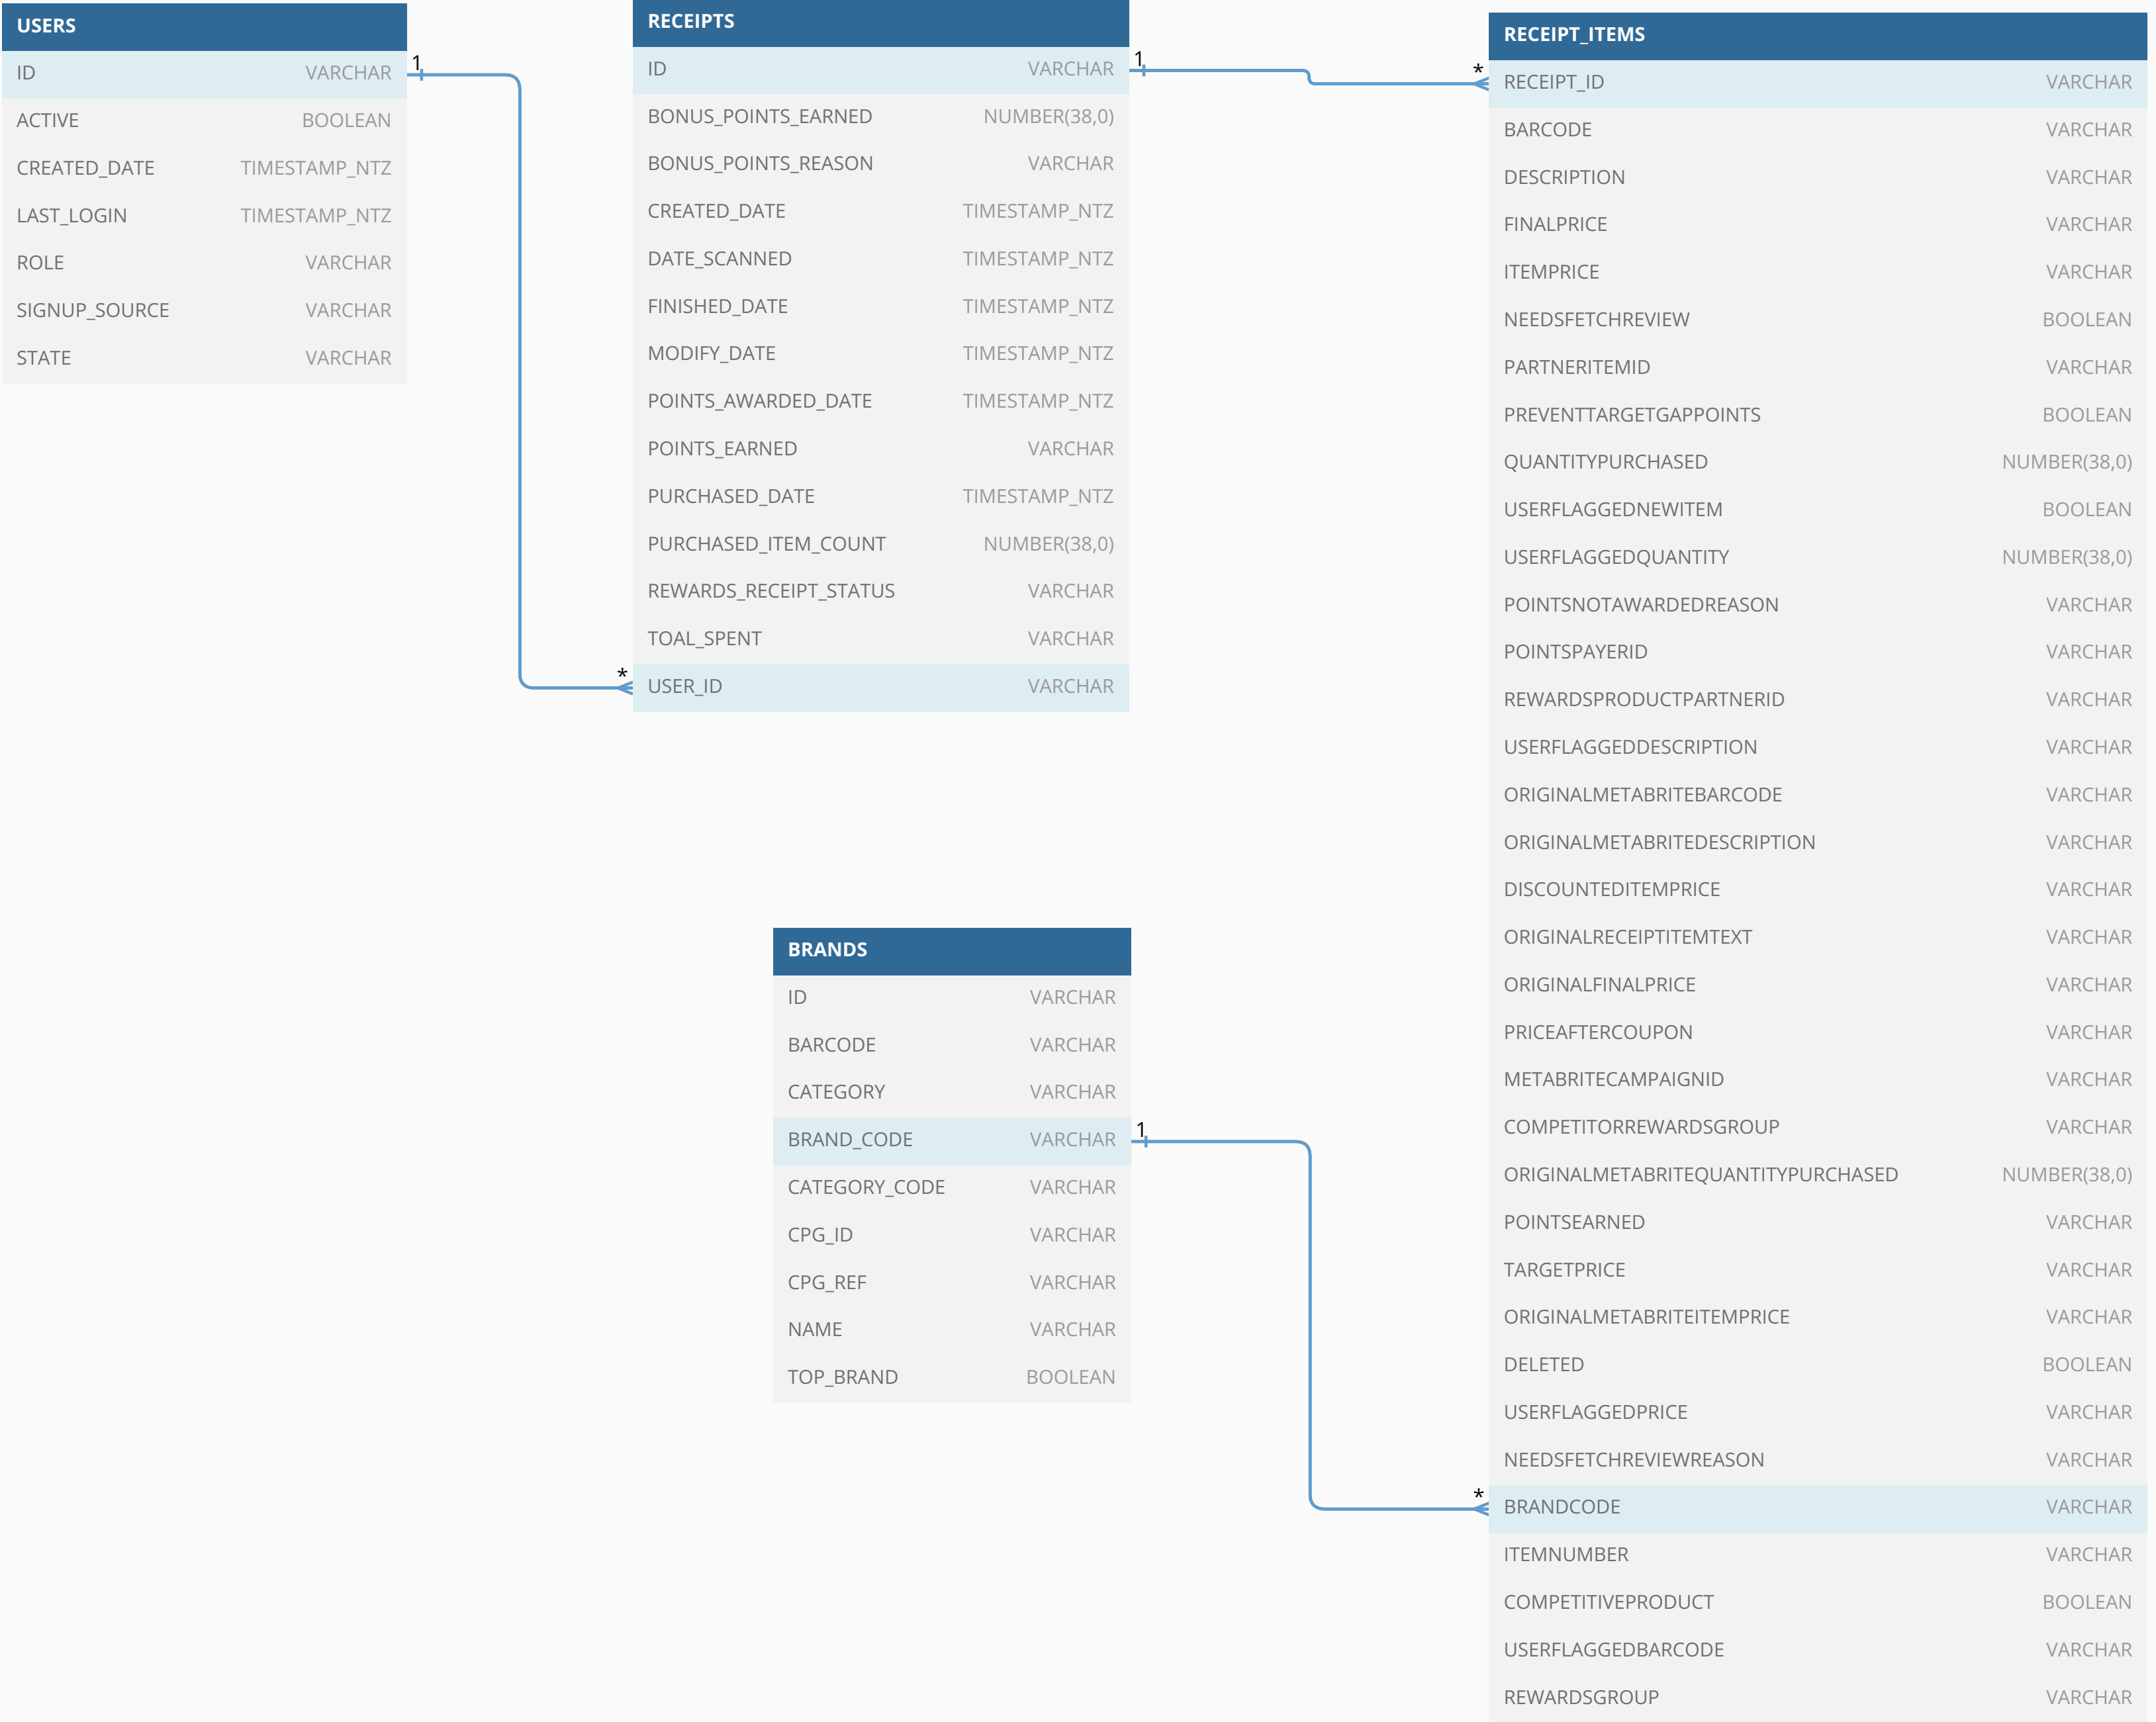 USERS
ID VARCHAR
ACTIVE BOOLEAN
CREATED_DATE TIMESTAMP_NTZ
LAST_LOGIN TIMESTAMP_NTZ
ROLE VARCHAR
SIGNUP_SOURCE VARCHAR
STATE VARCHAR
1
*
RECEIPTS
ID VARCHAR
BONUS_POINTS_EARNED NUMBER(38,0)
BONUS_POINTS_REASON VARCHAR
CREATED_DATE TIMESTAMP_NTZ
DATE_SCANNED TIMESTAMP_NTZ
FINISHED_DATE TIMESTAMP_NTZ
MODIFY_DATE TIMESTAMP_NTZ
POINTS_AWARDED_DATE TIMESTAMP_NTZ
POINTS_EARNED VARCHAR
PURCHASED_DATE TIMESTAMP_NTZ
PURCHASED_ITEM_COUNT NUMBER(38,0)
REWARDS_RECEIPT_STATUS VARCHAR
TOAL_SPENT VARCHAR
USER_ID VARCHAR
1
*
BRANDS
ID VARCHAR
BARCODE VARCHAR
CATEGORY VARCHAR
BRAND_CODE VARCHAR
CATEGORY_CODE VARCHAR
CPG_ID VARCHAR
CPG_REF VARCHAR
NAME VARCHAR
TOP_BRAND BOOLEAN
1
*
RECEIPT_ITEMS
RECEIPT_ID VARCHAR
BARCODE VARCHAR
DESCRIPTION VARCHAR
FINALPRICE VARCHAR
ITEMPRICE VARCHAR
NEEDSFETCHREVIEW BOOLEAN
PARTNERITEMID VARCHAR
PREVENTTARGETGAPPOINTS BOOLEAN
QUANTITYPURCHASED NUMBER(38,0)
USERFLAGGEDNEWITEM BOOLEAN
USERFLAGGEDQUANTITY NUMBER(38,0)
POINTSNOTAWARDEDREASON VARCHAR
POINTSPAYERID VARCHAR
REWARDSPRODUCTPARTNERID VARCHAR
USERFLAGGEDDESCRIPTION VARCHAR
ORIGINALMETABRITEBARCODE VARCHAR
ORIGINALMETABRITEDESCRIPTION VARCHAR
DISCOUNTEDITEMPRICE VARCHAR
ORIGINALRECEIPTITEMTEXT VARCHAR
ORIGINALFINALPRICE VARCHAR
PRICEAFTERCOUPON VARCHAR
METABRITECAMPAIGNID VARCHAR
COMPETITORREWARDSGROUP VARCHAR
ORIGINALMETABRITEQUANTITYPURCHASED NUMBER(38,0)
POINTSEARNED VARCHAR
TARGETPRICE VARCHAR
ORIGINALMETABRITEITEMPRICE VARCHAR
DELETED BOOLEAN
USERFLAGGEDPRICE VARCHAR
NEEDSFETCHREVIEWREASON VARCHAR
BRANDCODE VARCHAR
ITEMNUMBER VARCHAR
COMPETITIVEPRODUCT BOOLEAN
USERFLAGGEDBARCODE VARCHAR
REWARDSGROUP VARCHAR